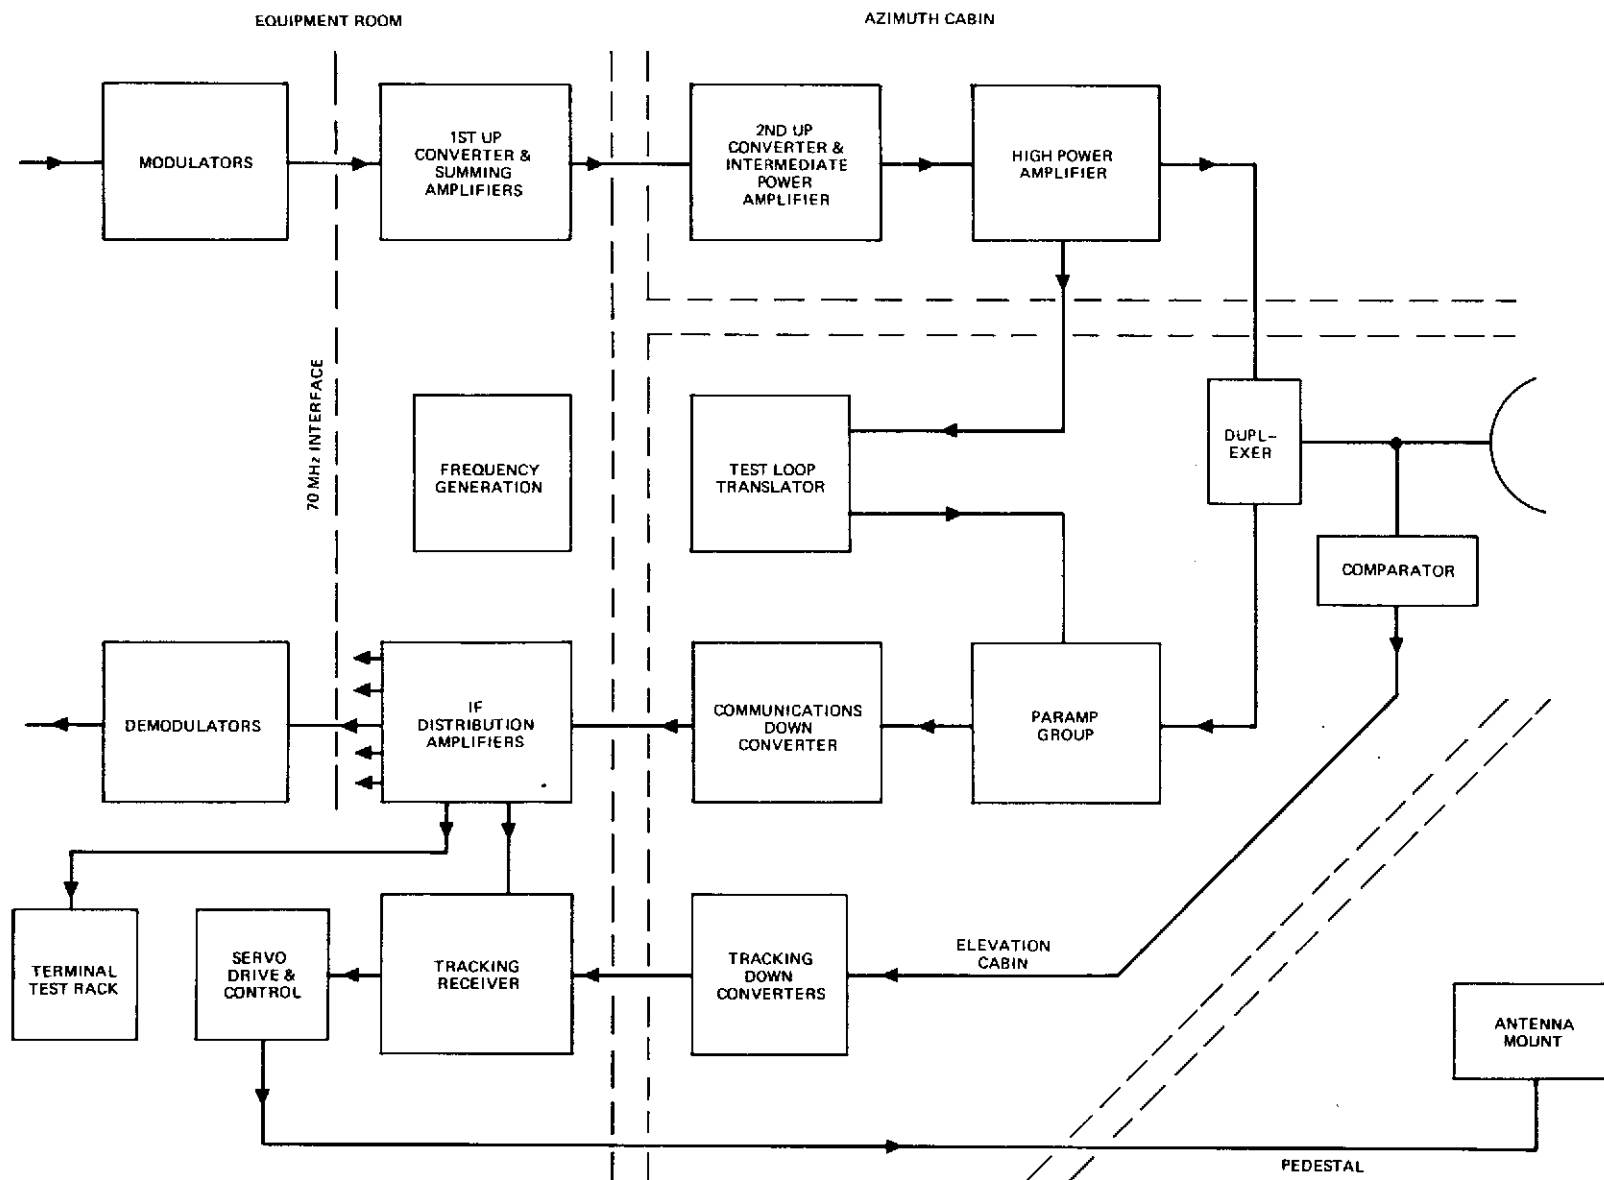 EQUIPMENT ROOM
AZIMUTH CABIN
MODULATORS
1ST UP
CONVERTER &
SUMMING
AMPLIFIERS
2ND UP
CONVERTER &
INTERMEDIATE
POWER
AMPLIFIER
HIGH POWER
AMPLIFIER
70 MHz INTERFACE
FREQUENCY
GENERATION
TEST LOOP
TRANSLATOR
DUPL-
EXER
COMPARATOR
DEMODULATORS
IF
DISTRIBUTION
AMPLIFIERS
COMMUNICATIONS
DOWN
CONVERTER
PARAMP
GROUP
TERMINAL
TEST RACK
SERVO
DRIVE &
CONTROL
TRACKING
RECEIVER
TRACKING
DOWN
CONVERTERS
ELEVATION
CABIN
ANTENNA
MOUNT
PEDESTAL